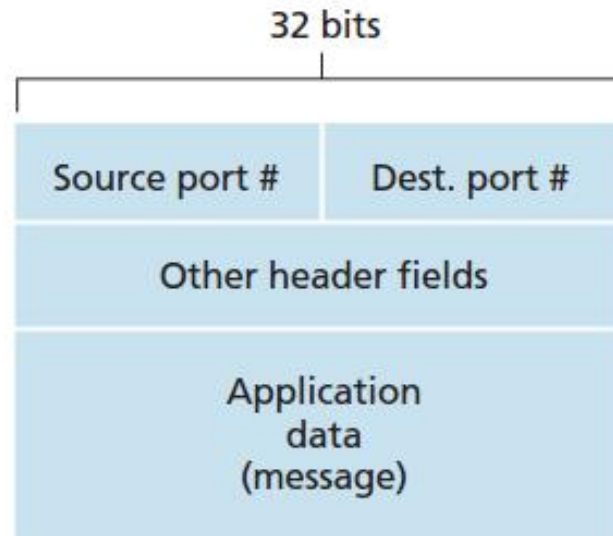 32 bits
Source port # Dest. port #
Other header fields
Application
data
(message)